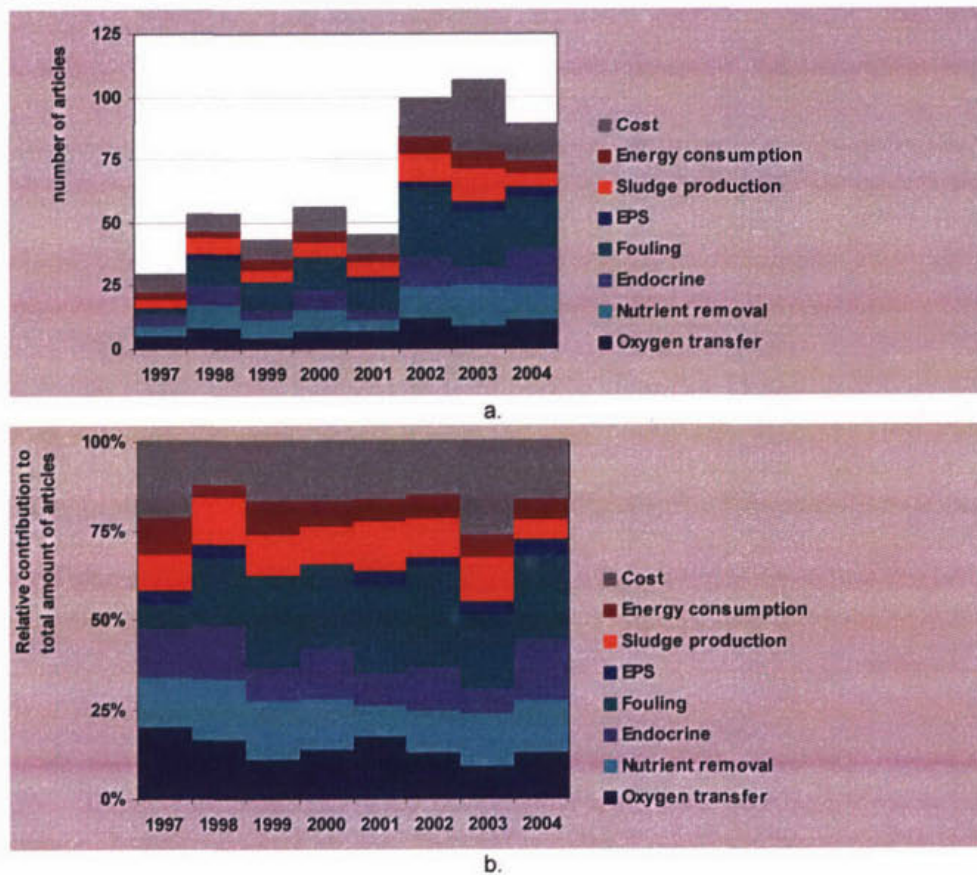 number of articles
125
100
75
50
25
0
1997 1998 1999 2000 2001 2002 2003 2004
Cost
Energy consumption
Sludge production
EPS
Fouling
Endocrine
Nutrient removal
Oxygen transfer
a.
Relative contribution to
total amount of articles
100%
75%
50%
25%
0%
1997 1998 1999 2000 2001 2002 2003 2004
Cost
Energy consumption
Sludge production
EPS
Fouling
Endocrine
Nutrient removal
Oxygen transfer
b.